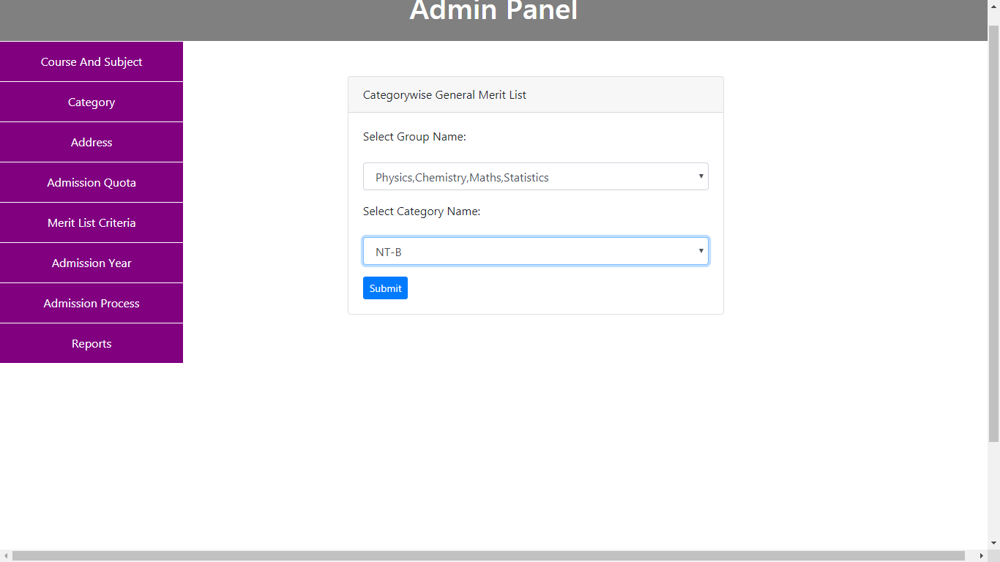 Admin Panel
Course And Subject
Category
Address
Admission Quota
Merit List Criteria
Admission Year
Admission Process
Reports
Categorywise General Merit List
Select Group Name:
Physics,Chemistry,Maths,Statistics
Select Category Name:
NT-B
Submit